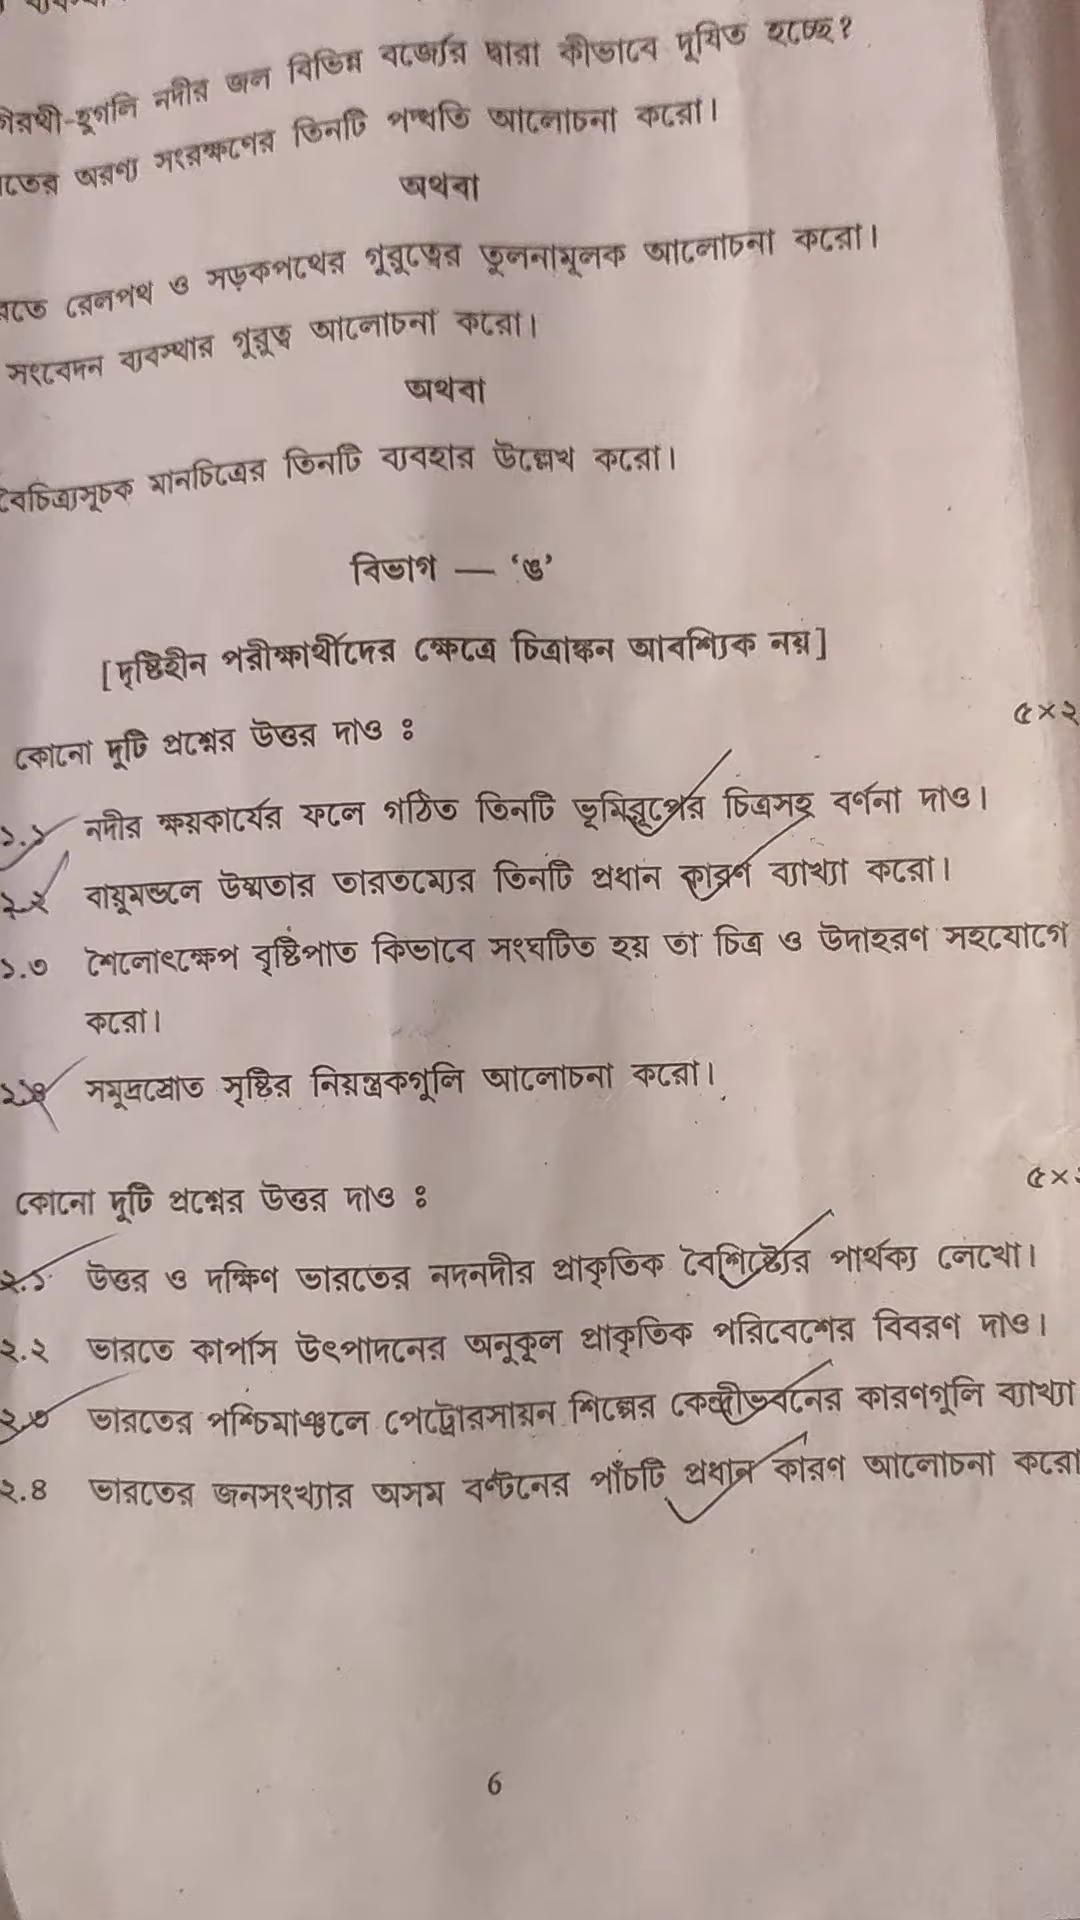 গিরথী-হুগলি নদীর জল বিভিন্ন বর্জ্যের দ্বারা কীভাবে দূষিত হচ্ছে?
তের অরণ্য সংরক্ষণের তিনটি পদ্ধতি আলোচনা করো।
অথবা
রতে রেলপথ ও সড়কপথের গুরুত্বের তুলনামূলক আলোচনা করো।
সংবেদন ব্যবস্থার গুরুত্ব আলোচনা করো।
অথবা
বৈচিত্র্যসূচক মানচিত্রের তিনটি ব্যবহার উল্লেখ করো।
বিভাগ — ‘ঙ’
[দৃষ্টিহীন পরীক্ষার্থীদের ক্ষেত্রে চিত্রাঙ্কন আবশ্যিক নয়]
কোনো দুটি প্রশ্নের উত্তর দাও ঃ ৫×২
১.১ নদীর ক্ষয়কার্যের ফলে গঠিত তিনটি ভূমিরূপের চিত্রসহ বর্ণনা দাও।
১.২ বায়ুমন্ডলে উষ্মতার তারতম্যের তিনটি প্রধান কারণ ব্যাখ্যা করো।
১.৩ শৈলোৎক্ষেপ বৃষ্টিপাত কিভাবে সংঘটিত হয় তা চিত্র ও উদাহরণ সহযোগে
করো।
১.৪ সমুদ্রস্রোত সৃষ্টির নিয়ন্ত্রকগুলি আলোচনা করো।
কোনো দুটি প্রশ্নের উত্তর দাও ঃ ৫×
২.১ উত্তর ও দক্ষিণ ভারতের নদনদীর প্রাকৃতিক বৈশিষ্ট্যের পার্থক্য লেখো।
২.২ ভারতে কার্পাস উৎপাদনের অনুকূল প্রাকৃতিক পরিবেশের বিবরণ দাও।
২.৩ ভারতের পশ্চিমাঞ্চলে পেট্রোরসায়ন শিল্পের কেন্দ্রীভবনের কারণগুলি ব্যাখ্যা
২.৪ ভারতের জনসংখ্যার অসম বণ্টনের পাঁচটি প্রধান কারণ আলোচনা করো
6